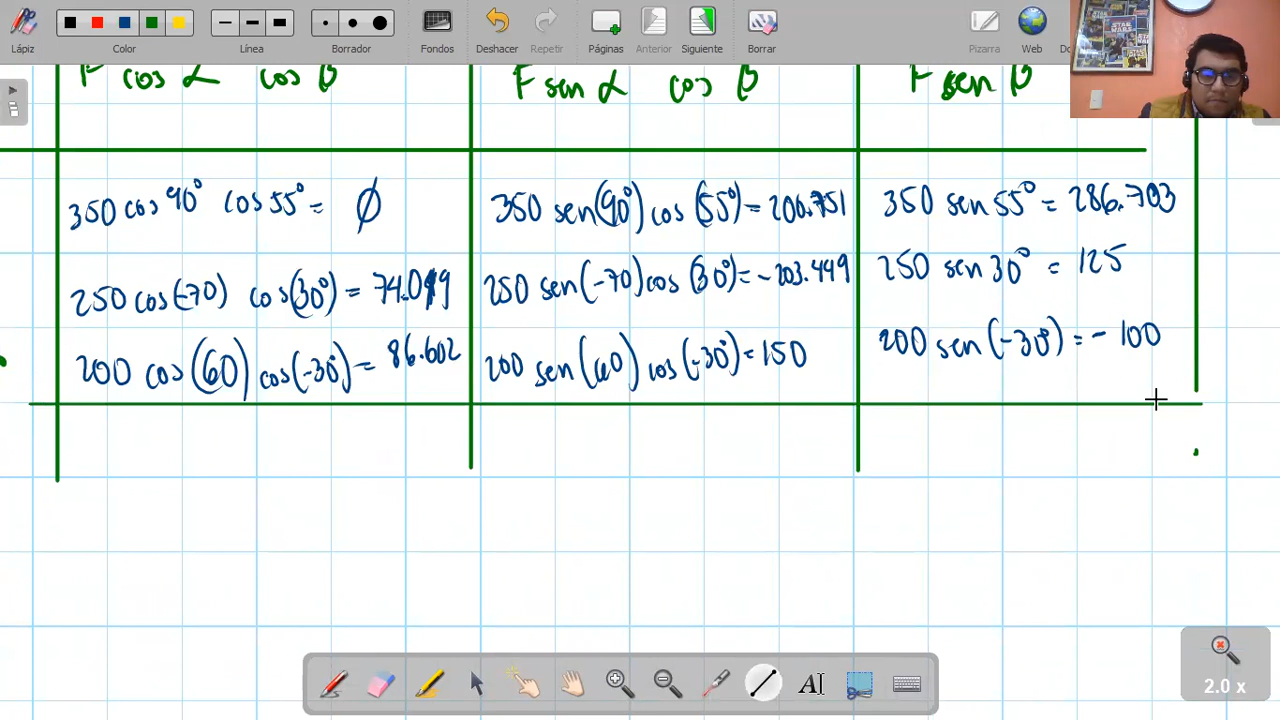 Lápiz Color Línea Borrador Fondos Deshacer Repetir Páginas Anterior Siguiente Borrar Pizarra Web
STAR WARS
F cos α cos β
F sen α cos β
F sen β
350 cos 90° cos 55° = ∅
350 sen(90°) cos (55°) = 200.751
350 sen 55° = 286.703
250 cos(-70) cos(30°) = 74.019
250 sen(-70) cos (30°) = -203.449
250 sen 30° = 125
200 cos(60) cos(-30°) = 86.602
200 sen(60) cos(-30°) = 150
200 sen(-30°) = - 100
2.0 x